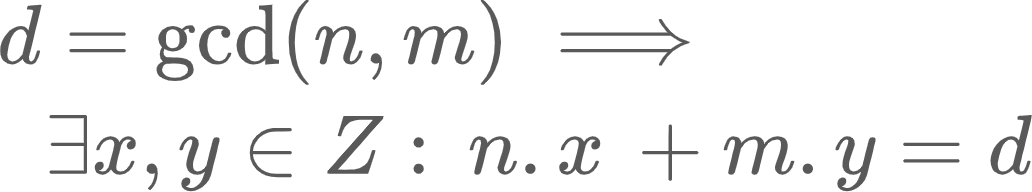 d = gcd(n, m) ⟹
∃x, y ∈ Z : n.x + m.y = d